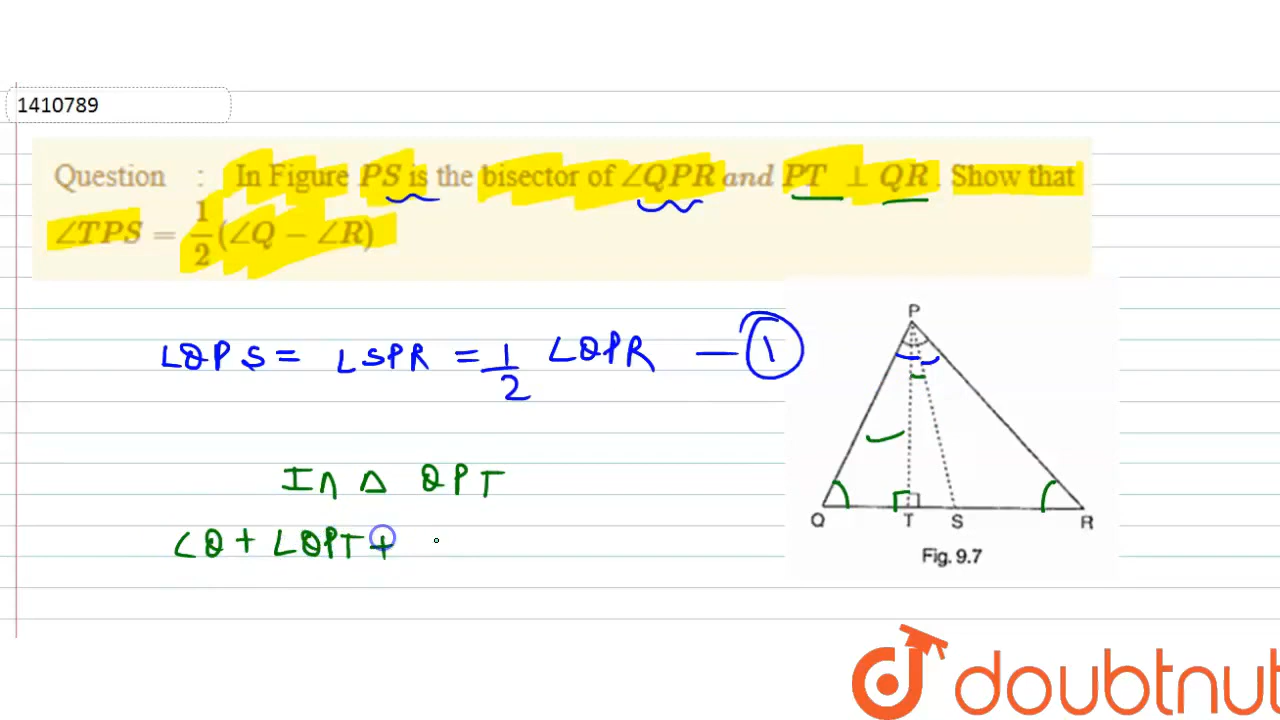 1410789
Question : In Figure PS is the bisector of ∠QPR and PT ⊥ QR. Show that
∠TPS = 1/2 (∠Q − ∠R)
∠QPS = ∠SPR = 1/2 ∠QPR — 1
In Δ QPT
∠Q + ∠QPT +
P
Q T S R
Fig. 9.7
doubtnut